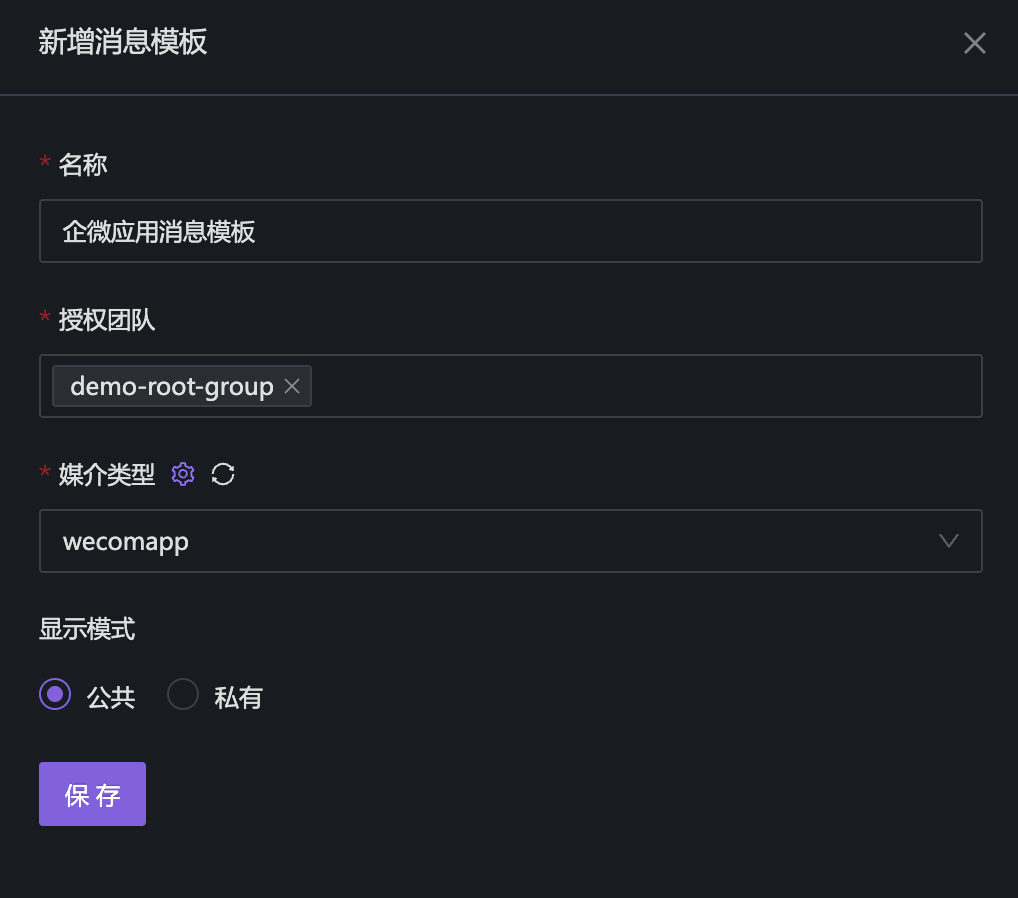 新增消息模板
* 名称
企微应用消息模板
* 授权团队
demo-root-group
* 媒介类型
wecomapp
显示模式
公共 私有
保 存